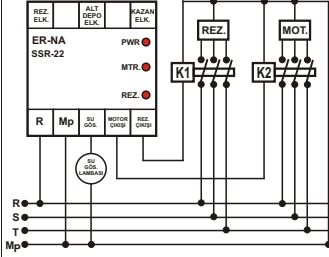 REZ. ELK.
ALT DEPO ELK.
KAZAN ELK.
ER-NA
SSR-22
PWR
MTR.
REZ.
R
Mp
SU GÖS.
MOTOR ÇIKIŞI
REZ. ÇIKIŞI
SU GÖS. LAMBASI
REZ.
MOT.
K1
K2
R
S
T
Mp